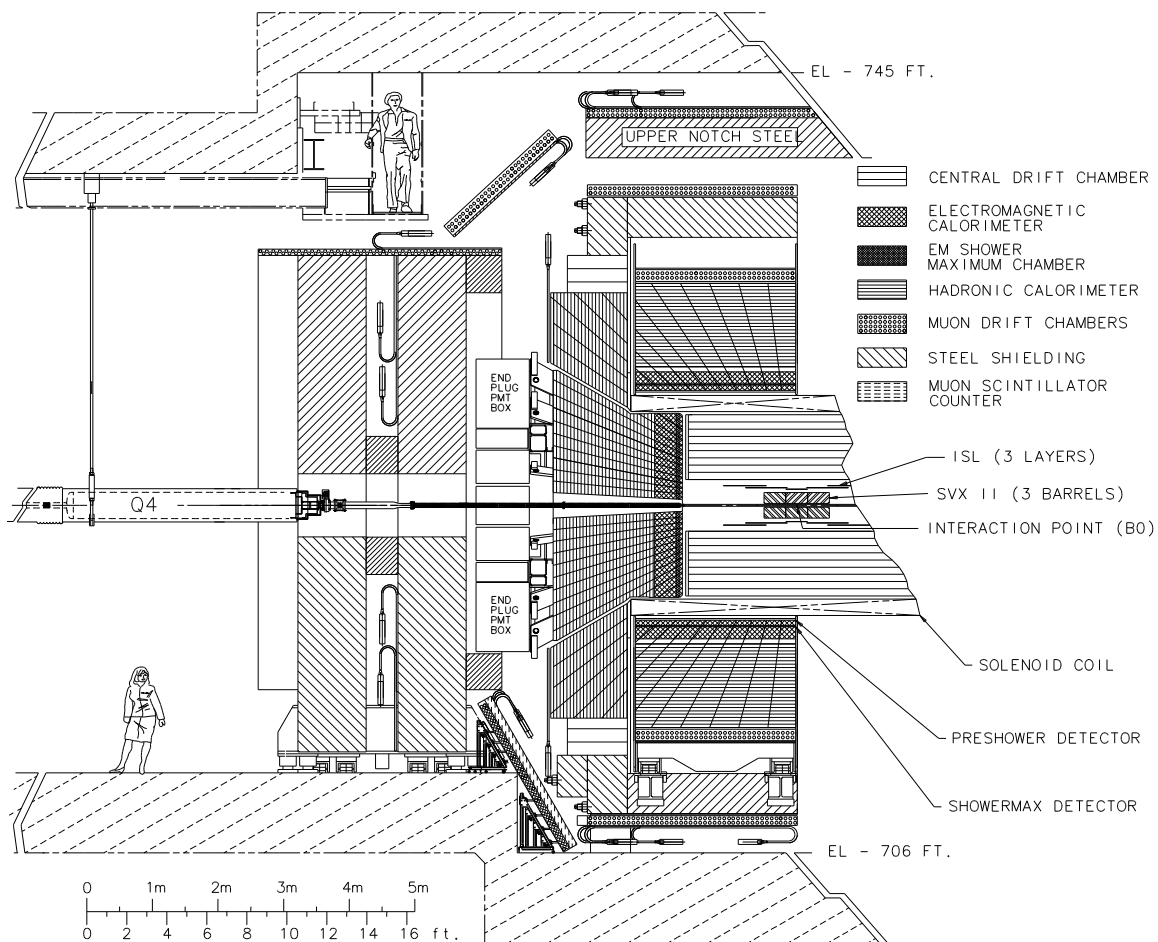 EL - 745 FT.
UPPER NOTCH STEEL
CENTRAL DRIFT CHAMBER
ELECTROMAGNETIC
CALORIMETER
EM SHOWER
MAXIMUM CHAMBER
HADRONIC CALORIMETER
MUON DRIFT CHAMBERS
STEEL SHIELDING
MUON SCINTILLATOR
COUNTER
END
PLUG
PMT
BOX
ISL (3 LAYERS)
SVX II (3 BARRELS)
Q4
INTERACTION POINT (B0)
END
PLUG
PMT
BOX
SOLENOID COIL
PRESHOWER DETECTOR
SHOWERMAX DETECTOR
EL - 706 FT.
0 1m 2m 3m 4m 5m
0 2 4 6 8 10 12 14 16 ft.